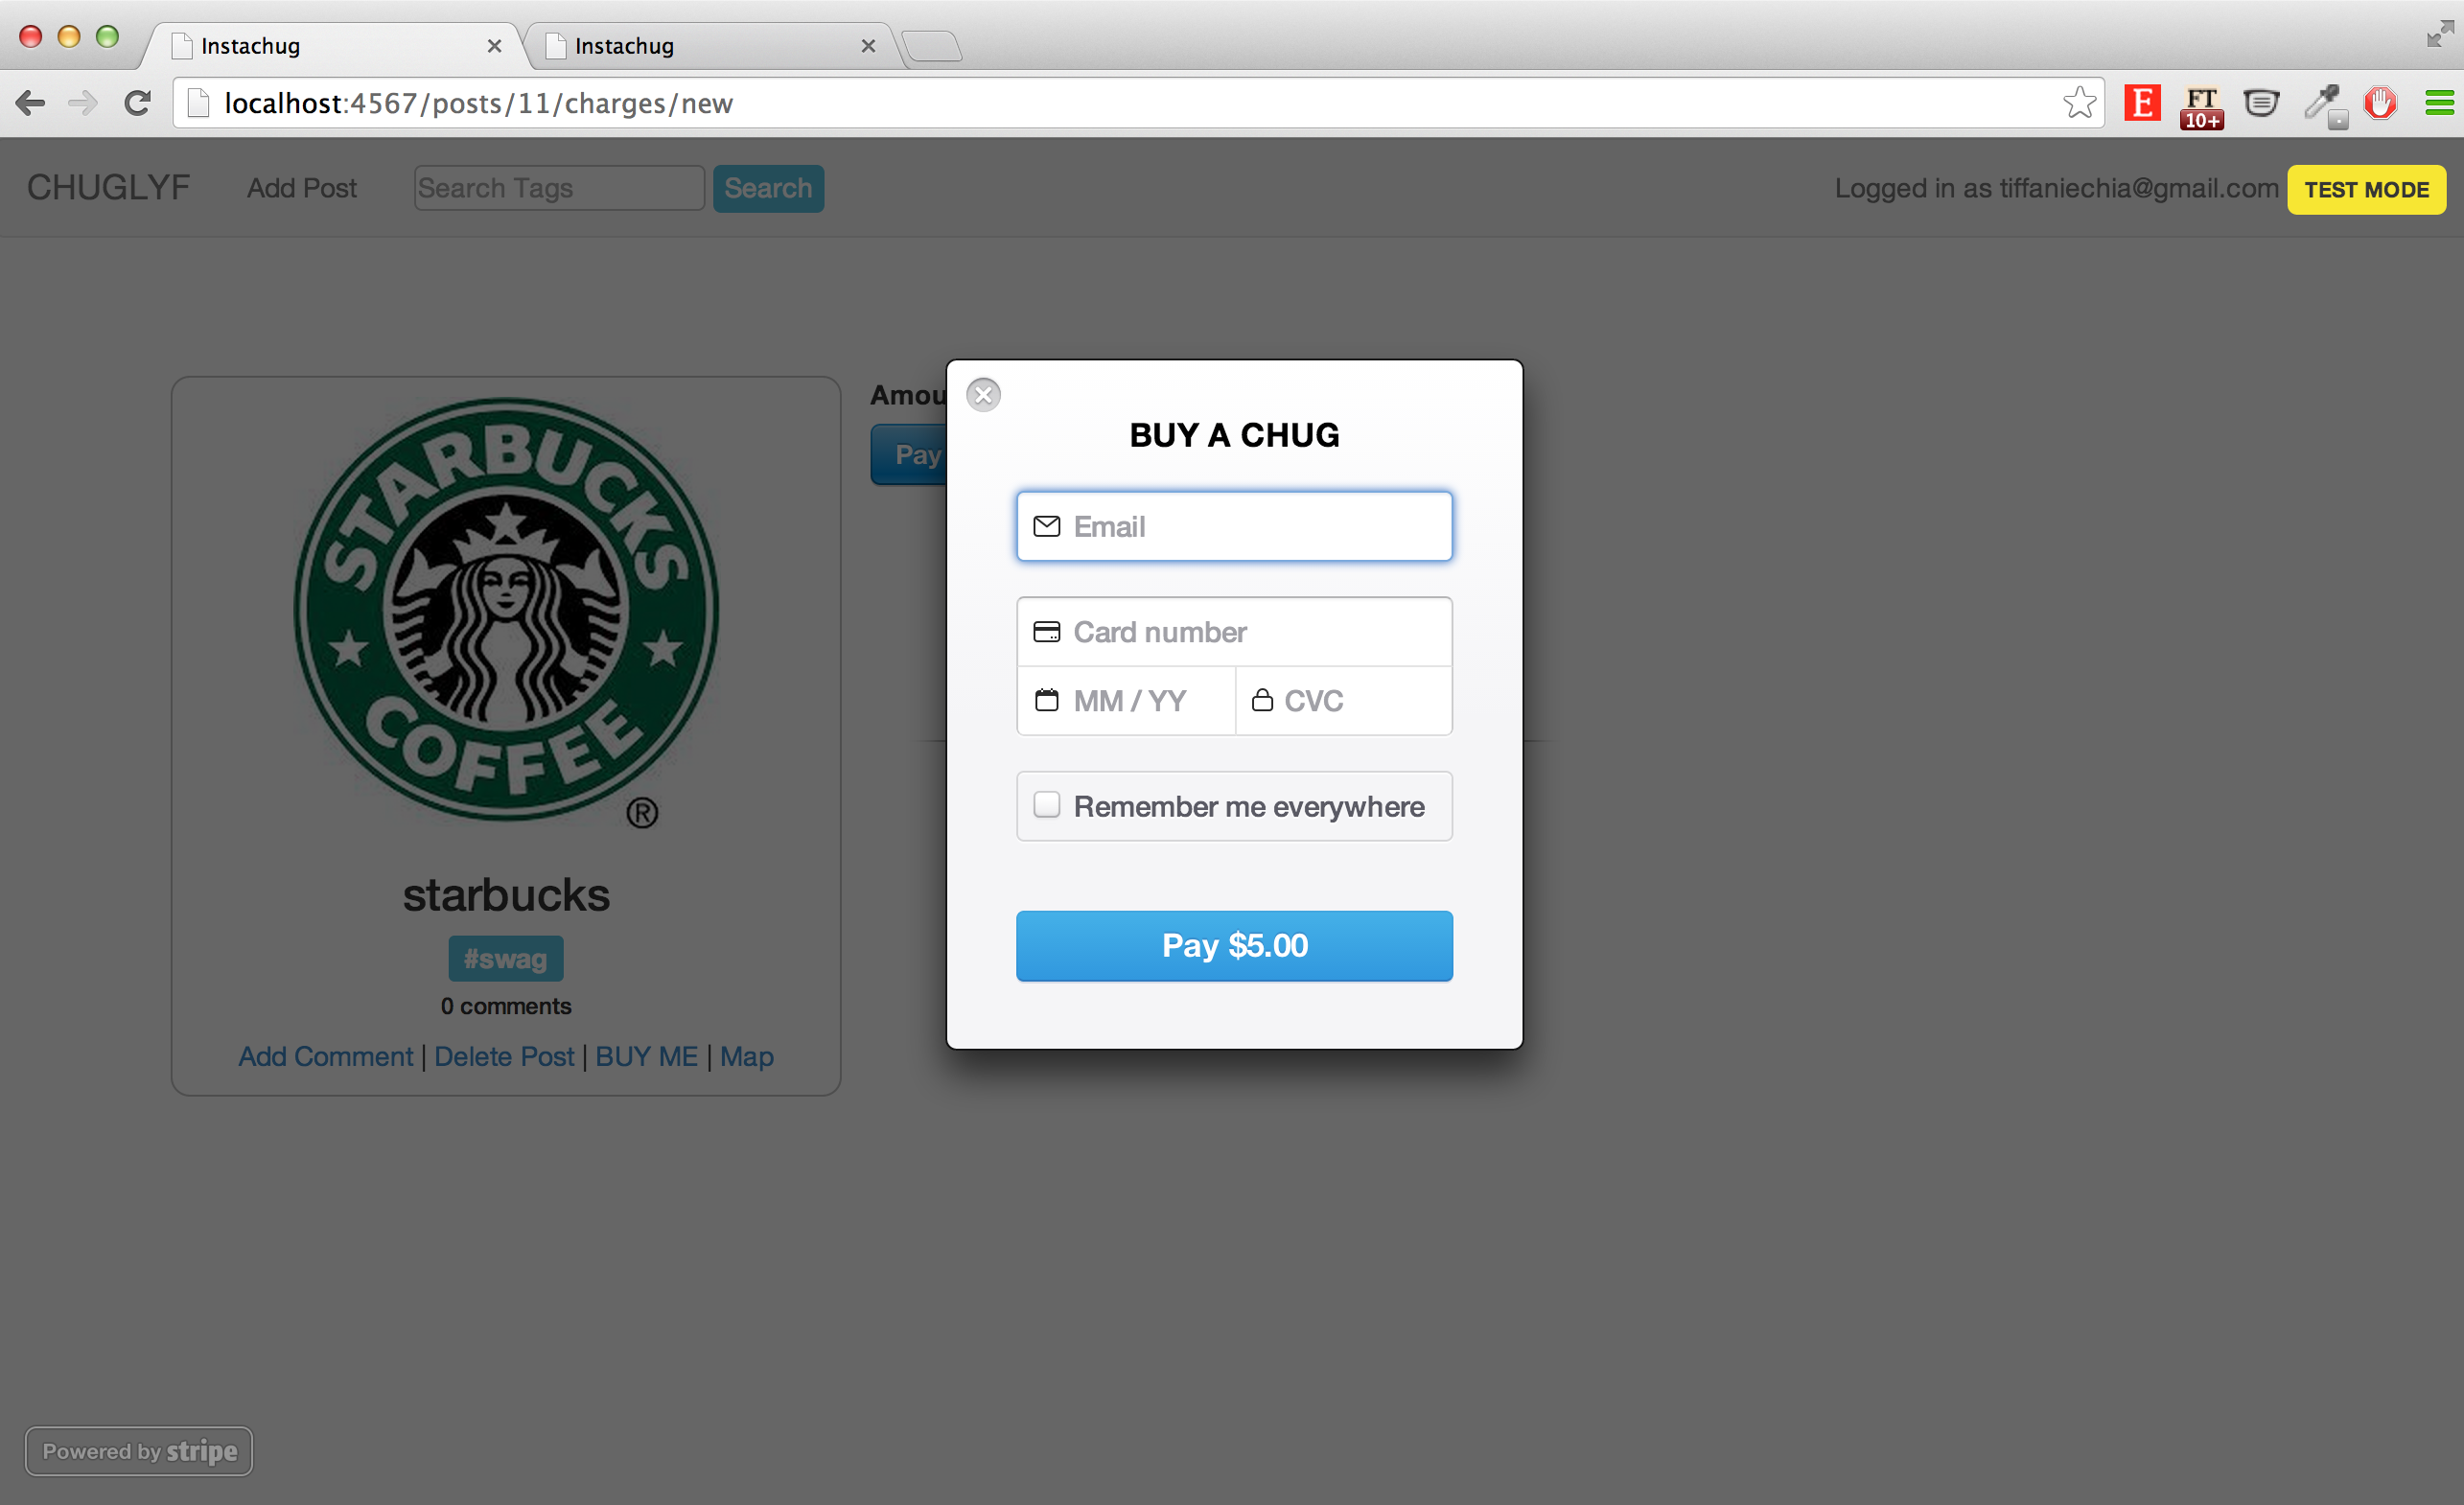 Instachug
Instachug
localhost:4567/posts/11/charges/new
E
FT
10+
CHUGLYF
Add Post
Search Tags
Search
Logged in as tiffaniechia@gmail.com
TEST MODE
STARBUCKS
COFFEE
®
starbucks
#swag
0 comments
Add Comment | Delete Post | BUY ME | Map
Amou
Pay
BUY A CHUG
Email
Card number
MM / YY
CVC
Remember me everywhere
Pay $5.00
Powered by stripe